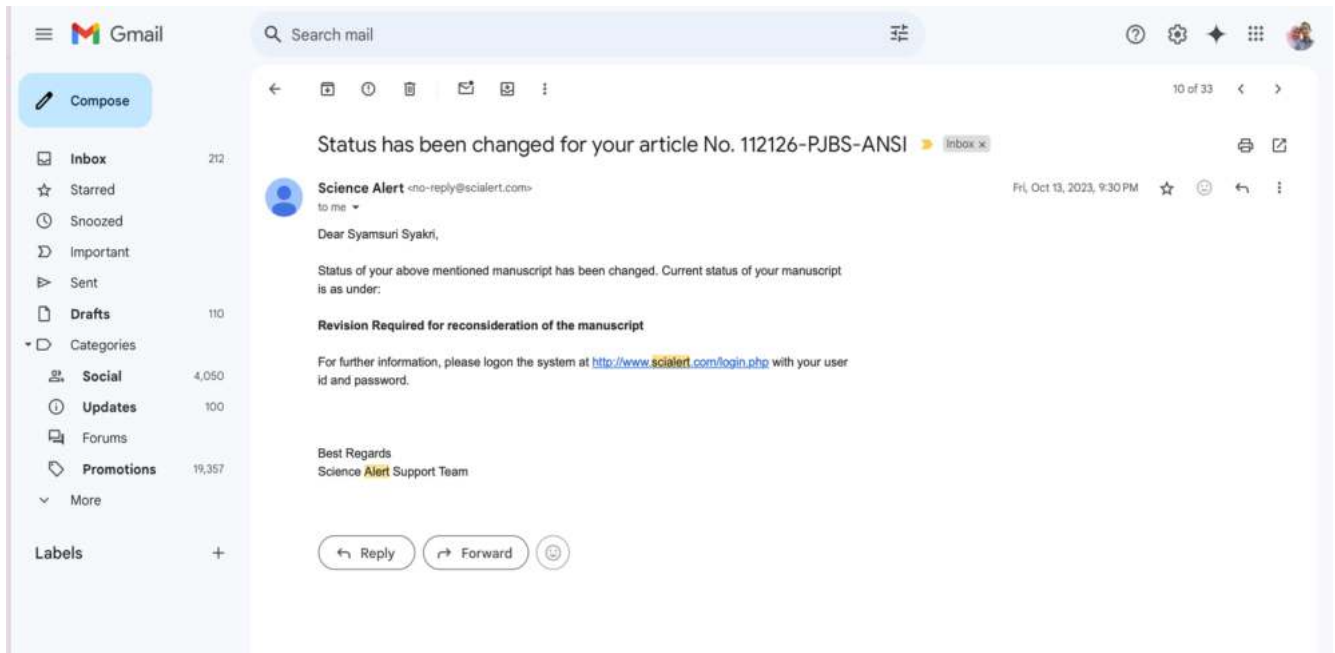 Gmail
Search mail
Compose
10 of 33
Inbox 212
Starred
Snoozed
Important
Sent
Drafts 110
Categories
Social 4,050
Updates 100
Forums
Promotions 19,357
More
Labels
Status has been changed for your article No. 112126-PJBS-ANSI Inbox x
Science Alert <no-reply@scialert.com> Fri, Oct 13, 2023, 9:30 PM
to me
Dear Syamsuri Syakri,
Status of your above mentioned manuscript has been changed. Current status of your manuscript
is as under:
Revision Required for reconsideration of the manuscript
For further information, please logon the system at http://www.scialert.com/login.php with your user
id and password.
Best Regards
Science Alert Support Team
Reply Forward